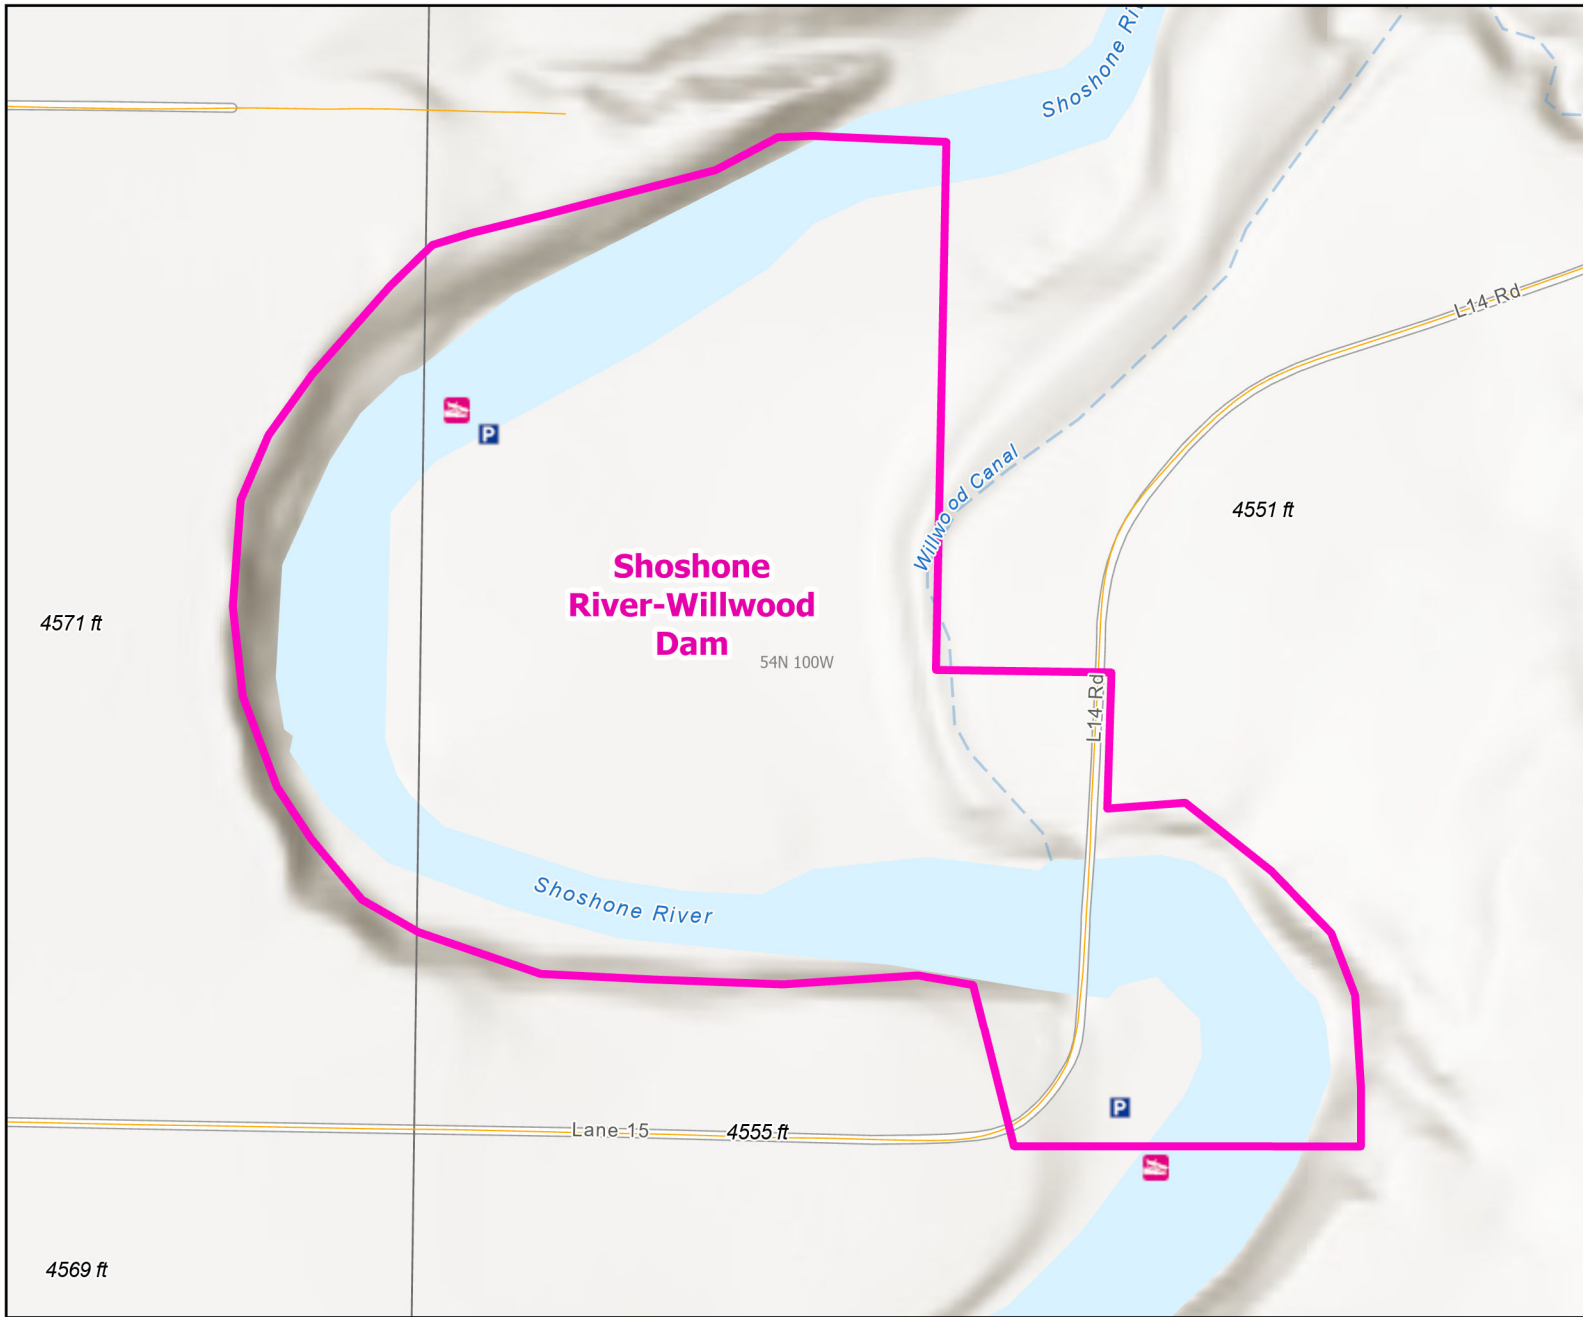 Shoshone Riv
L14 Rd
Willwood Canal
4551 ft
Shoshone
River-Willwood
Dam
54N 100W
4571 ft
L14 Rd
P
Shoshone River
P
Lane 15
4555 ft
4569 ft